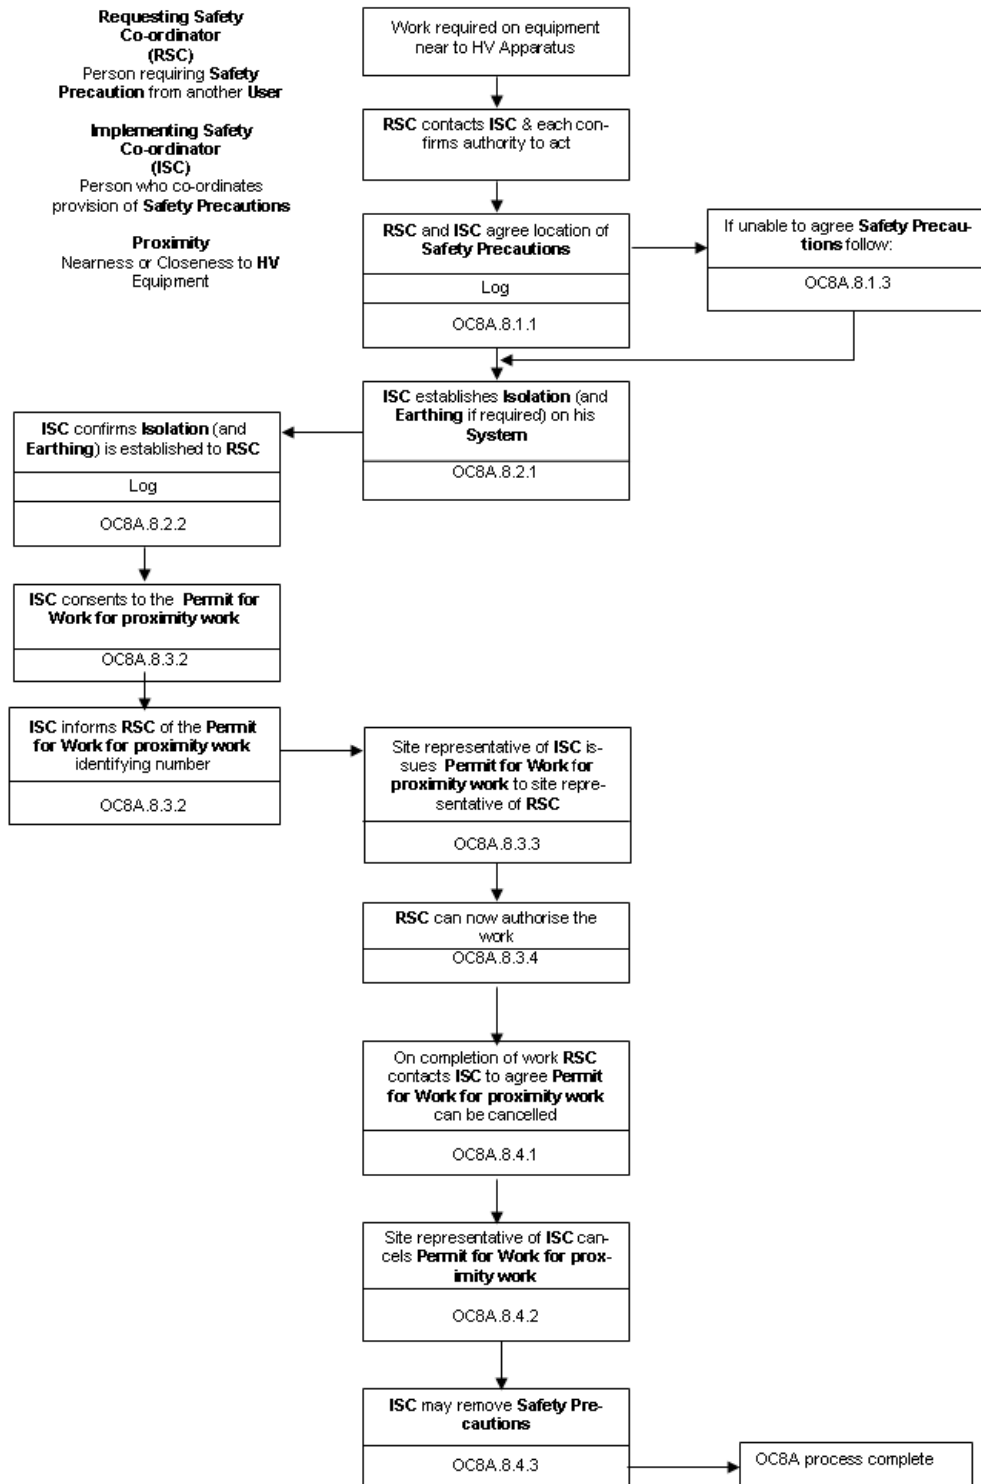 Requesting Safety
Co-ordinator
(RSC)
Person requiring Safety
Precaution from another User
Implementing Safety
Co-ordinator
(ISC)
Person who co-ordinates
provision of Safety Precautions
Proximity
Nearness or Closeness to HV
Equipment
Work required on equipment
near to HV Apparatus
RSC contacts ISC & each con-
firms authority to act
RSC and ISC agree location of
Safety Precautions
Log
OC8A.8.1.1
If unable to agree Safety Precau-
tions follow:
OC8A.8.1.3
ISC establishes Isolation (and
Earthing if required) on his
System
OC8A.8.2.1
ISC confirms Isolation (and
Earthing) is established to RSC
Log
OC8A.8.2.2
ISC consents to the Permit for
Work for proximity work
OC8A.8.3.2
ISC informs RSC of the Permit
for Work for proximity work
identifying number
OC8A.8.3.2
Site representative of ISC is-
sues Permit for Work for
proximity work to site repre-
sentative of RSC
OC8A.8.3.3
RSC can now authorise the
work
OC8A.8.3.4
On completion of work RSC
contacts ISC to agree Permit
for Work for proximity work
can be cancelled
OC8A.8.4.1
Site representative of ISC can-
cels Permit for Work for prox-
imity work
OC8A.8.4.2
ISC may remove Safety Pre-
cautions
OC8A.8.4.3
OC8A process complete